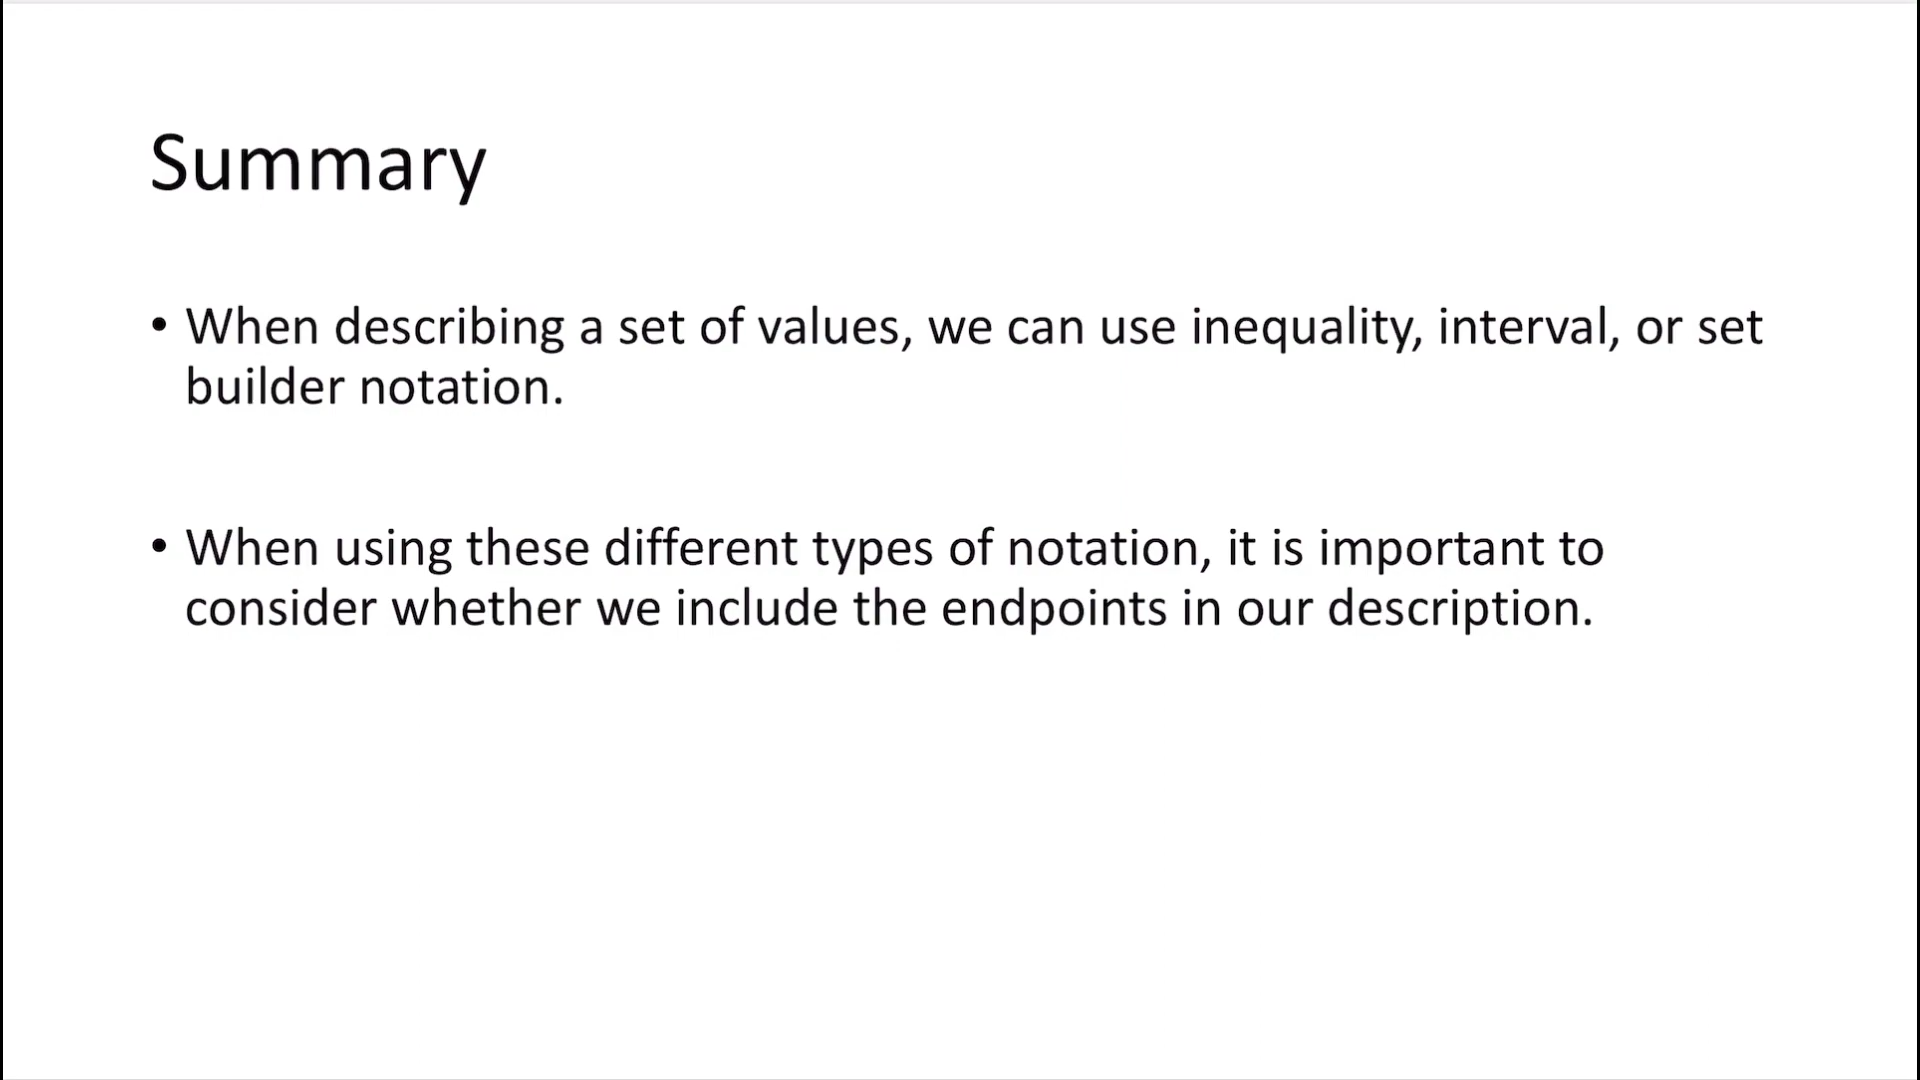 Summary
• When describing a set of values, we can use inequality, interval, or set
builder notation.
• When using these different types of notation, it is important to
consider whether we include the endpoints in our description.